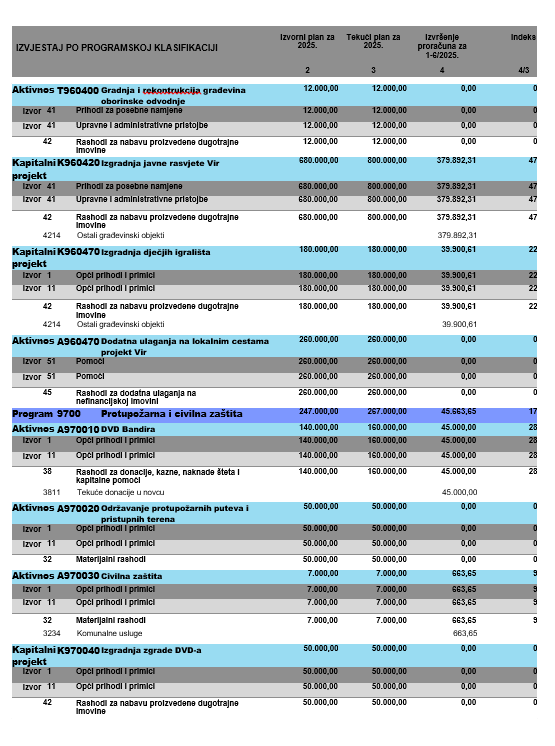 IZVJESTAJ PO PROGRAMSKOJ KLASIFIKACIJI
Izvorni plan za 2025. Tekući plan za 2025. Izvršenje proračuna za 1-6/2025. Indeks
2 3 4 4/3
Aktivnos T960400 Gradnja i rekontrukcija građevina 12.000,00 12.000,00 0,00 0
oborinske odvodnje
Izvor 41 Prihodi za posebne namjene 12.000,00 12.000,00 0,00 0
Izvor 41 Upravne i administrativne pristojbe 12.000,00 12.000,00 0,00 0
42 Rashodi za nabavu proizvedene dugotrajne 12.000,00 12.000,00 0,00 0
imovine
Kapitalni K960420 Izgradnja javne rasvjete Vir 680.000,00 800.000,00 379.892,31 47
projekt
Izvor 41 Prihodi za posebne namjene 680.000,00 800.000,00 379.892,31 47
Izvor 41 Upravne i administrativne pristojbe 680.000,00 800.000,00 379.892,31 47
42 Rashodi za nabavu proizvedene dugotrajne 680.000,00 800.000,00 379.892,31 47
imovine
4214 Ostali građevinski objekti 379.892,31
Kapitalni K960470 Izgradnja dječjih igrališta 180.000,00 180.000,00 39.900,61 22
projekt
Izvor 1 Opći prihodi i primici 180.000,00 180.000,00 39.900,61 22
Izvor 11 Opći prihodi i primici 180.000,00 180.000,00 39.900,61 22
42 Rashodi za nabavu proizvedene dugotrajne 180.000,00 180.000,00 39.900,61 22
imovine
4214 Ostali građevinski objekti 39.900,61
Aktivnos A960470 Dodatna ulaganja na lokalnim cestama 260.000,00 260.000,00 0,00 0
projekt Vir
Izvor 51 Pomoći 260.000,00 260.000,00 0,00 0
Izvor 51 Pomoći 260.000,00 260.000,00 0,00 0
45 Rashodi za dodatna ulaganja na 260.000,00 260.000,00 0,00 0
nefinancijskoj imovini
Program 9700 Protupožarna i civilna zaštita 247.000,00 267.000,00 45.663,65 17
Aktivnos A970010 DVD Bandira 140.000,00 160.000,00 45.000,00 28
Izvor 1 Opći prihodi i primici 140.000,00 160.000,00 45.000,00 28
Izvor 11 Opći prihodi i primici 140.000,00 160.000,00 45.000,00 28
38 Rashodi za donacije, kazne, naknade šteta i 140.000,00 160.000,00 45.000,00 28
kapitalne pomoći
3811 Tekuće donacije u novcu 45.000,00
Aktivnos A970020 Održavanje protupožarnih puteva i 50.000,00 50.000,00 0,00 0
pristupnih terena
Izvor 1 Opći prihodi i primici 50.000,00 50.000,00 0,00 0
Izvor 11 Opći prihodi i primici 50.000,00 50.000,00 0,00 0
32 Materijalni rashodi 50.000,00 50.000,00 0,00 0
Aktivnos A970030 Civilna zaštita 7.000,00 7.000,00 663,65 9
Izvor 1 Opći prihodi i primici 7.000,00 7.000,00 663,65 9
Izvor 11 Opći prihodi i primici 7.000,00 7.000,00 663,65 9
32 Materijalni rashodi 7.000,00 7.000,00 663,65 9
3234 Komunalne usluge 663,65
Kapitalni K970040 Izgradnja zgrade DVD-a 50.000,00 50.000,00 0,00 0
projekt
Izvor 1 Opći prihodi i primici 50.000,00 50.000,00 0,00 0
Izvor 11 Opći prihodi i primici 50.000,00 50.000,00 0,00 0
42 Rashodi za nabavu proizvedene dugotrajne 50.000,00 50.000,00 0,00 0
imovine